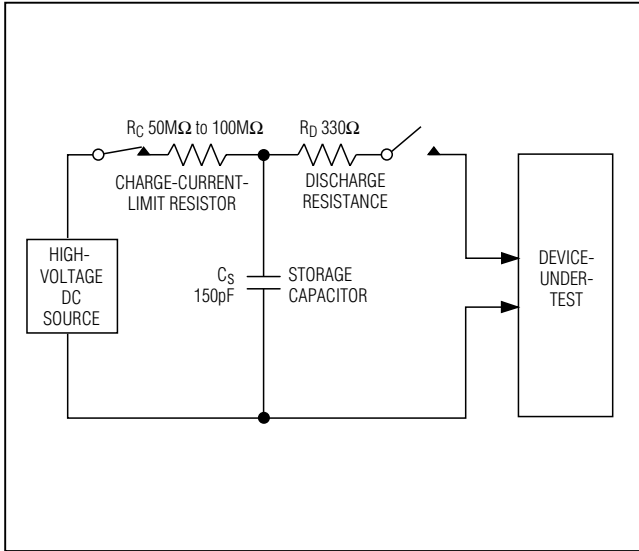 R_C 50MΩ to 100MΩ
CHARGE-CURRENT-
LIMIT RESISTOR
R_D 330Ω
DISCHARGE
RESISTANCE
HIGH-
VOLTAGE
DC
SOURCE
C_S
150pF
STORAGE
CAPACITOR
DEVICE-
UNDER-
TEST